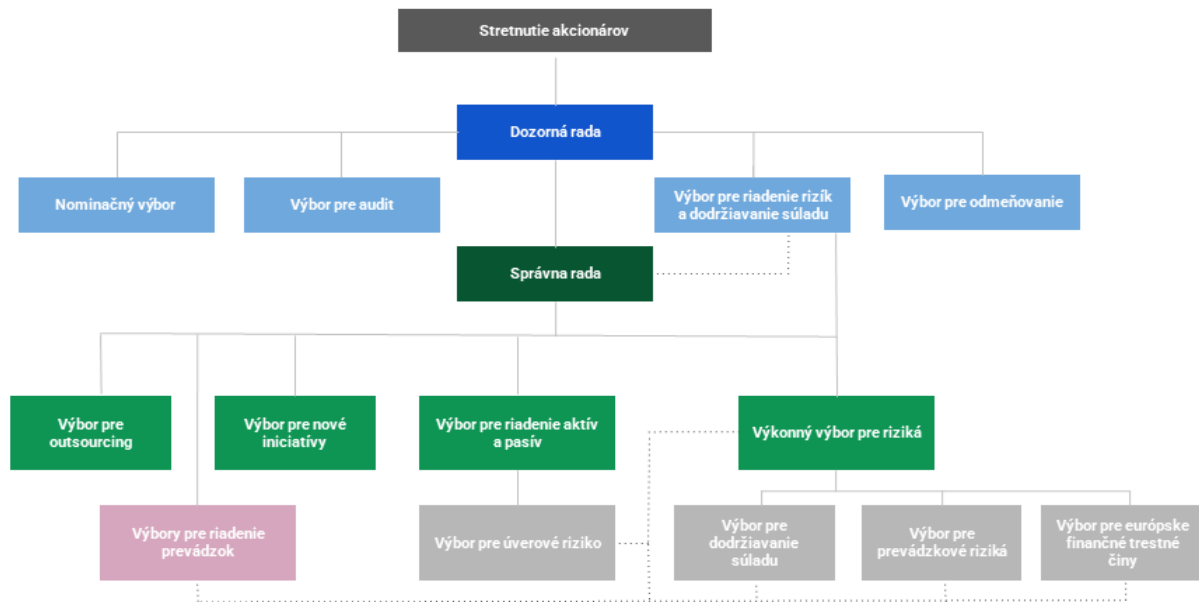 Stretnutie akcionárov
Dozorná rada
Nominačný výbor
Výbor pre audit
Výbor pre riadenie rizík
a dodržiavanie súladu
Výbor pre odmeňovanie
Správna rada
Výbor pre
outsourcing
Výbor pre nové
iniciatívy
Výbor pre riadenie aktív
a pasív
Výkonný výbor pre riziká
Výbory pre riadenie
prevádzok
Výbor pre úverové riziko
Výbor pre
dodržiavanie
súladu
Výbor pre
prevádzkové riziká
Výbor pre európske
finančné trestné
činy